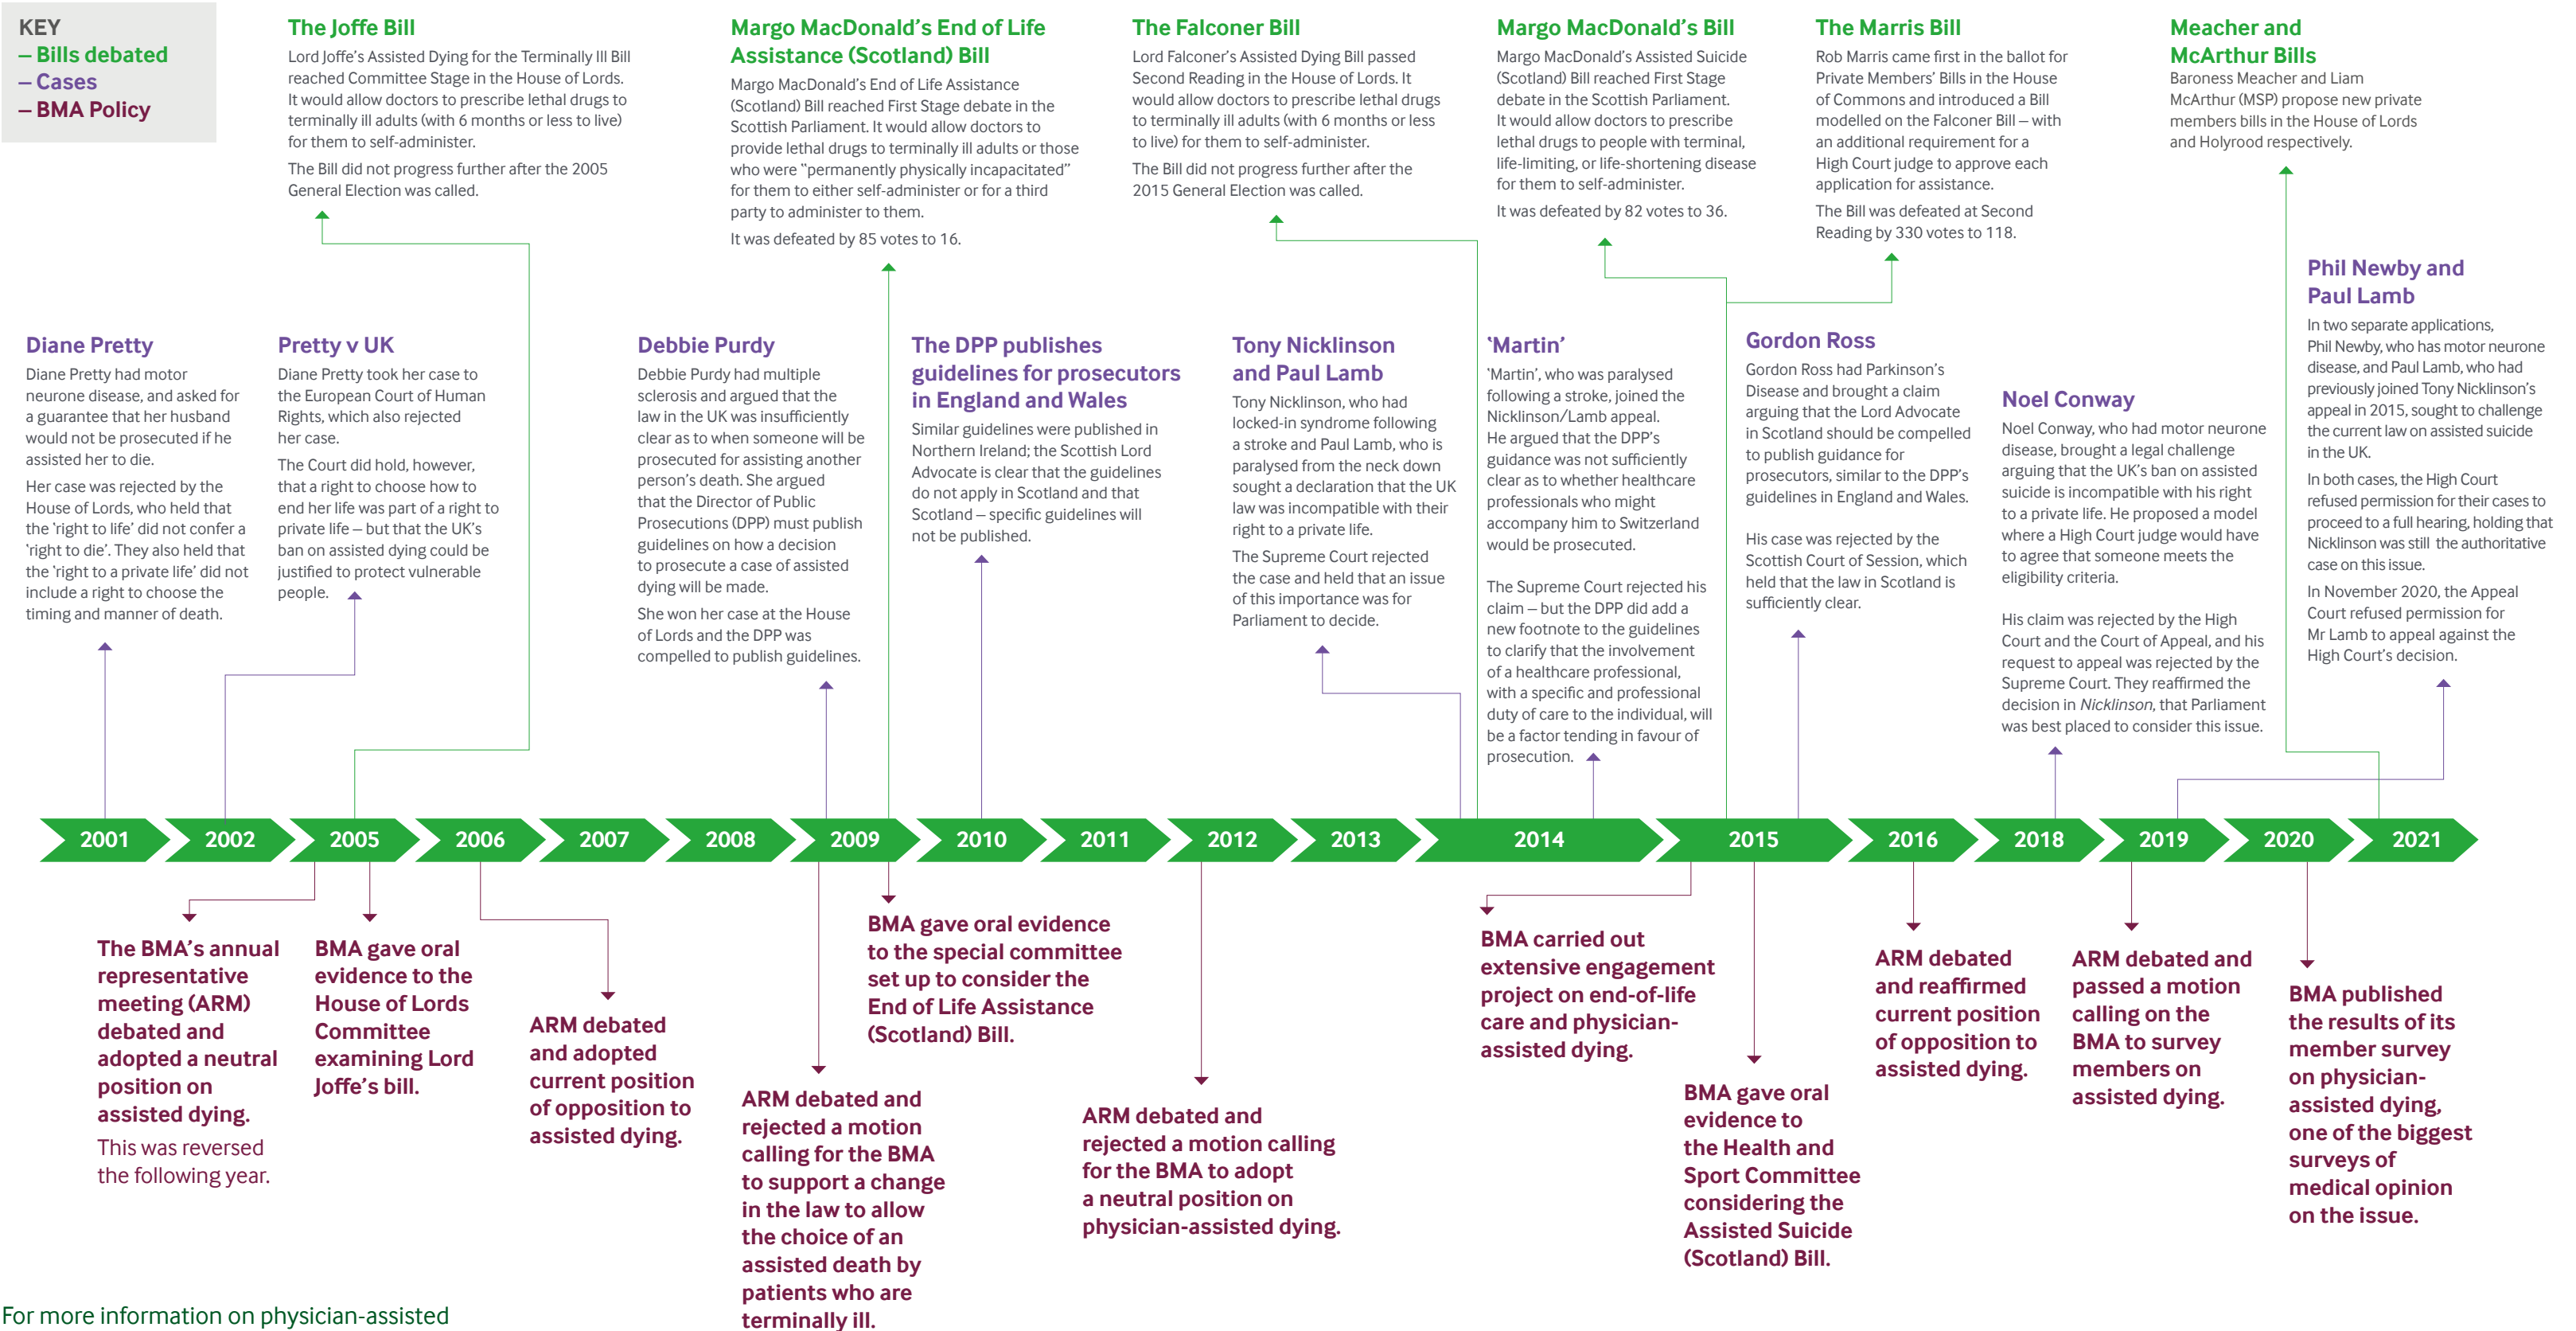 KEY
– Bills debated
– Cases
– BMA Policy
The Joffe Bill
Lord Joffe's Assisted Dying for the Terminally Ill Bill
reached Committee Stage in the House of Lords.
It would allow doctors to prescribe lethal drugs to
terminally ill adults (with 6 months or less to live)
for them to self-administer.
The Bill did not progress further after the 2005
General Election was called.
Margo MacDonald's End of Life
Assistance (Scotland) Bill
Margo MacDonald's End of Life Assistance
(Scotland) Bill reached First Stage debate in the
Scottish Parliament. It would allow doctors to
provide lethal drugs to terminally ill adults or those
who were "permanently physically incapacitated"
for them to either self-administer or for a third
party to administer to them.
It was defeated by 85 votes to 16.
The Falconer Bill
Lord Falconer's Assisted Dying Bill passed
Second Reading in the House of Lords. It
would allow doctors to prescribe lethal drugs
to terminally ill adults (with 6 months or less
to live) for them to self-administer.
The Bill did not progress further after the
2015 General Election was called.
Margo MacDonald's Bill
Margo MacDonald's Assisted Suicide
(Scotland) Bill reached First Stage
debate in the Scottish Parliament.
It would allow doctors to prescribe
lethal drugs to people with terminal,
life-limiting, or life-shortening disease
for them to self-administer.
It was defeated by 82 votes to 36.
The Marris Bill
Rob Marris came first in the ballot for
Private Members' Bills in the House
of Commons and introduced a Bill
modelled on the Falconer Bill – with
an additional requirement for a
High Court judge to approve each
application for assistance.
The Bill was defeated at Second
Reading by 330 votes to 118.
Meacher and
McArthur Bills
Baroness Meacher and Liam
McArthur (MSP) propose new private
members bills in the House of Lords
and Holyrood respectively.
Diane Pretty
Diane Pretty had motor
neurone disease, and asked for
a guarantee that her husband
would not be prosecuted if he
assisted her to die.
Her case was rejected by the
House of Lords, who held that
the 'right to life' did not confer a
'right to die'. They also held that
the 'right to a private life' did not
include a right to choose the
timing and manner of death.
Pretty v UK
Diane Pretty took her case to
the European Court of Human
Rights, which also rejected
her case.
The Court did hold, however,
that a right to choose how to
end her life was part of a right to
private life – but that the UK's
ban on assisted dying could be
justified to protect vulnerable
people.
Debbie Purdy
Debbie Purdy had multiple
sclerosis and argued that the
law in the UK was insufficiently
clear as to when someone will be
prosecuted for assisting another
person's death. She argued
that the Director of Public
Prosecutions (DPP) must publish
guidelines on how a decision
to prosecute a case of assisted
dying will be made.
She won her case at the House
of Lords and the DPP was
compelled to publish guidelines.
The DPP publishes
guidelines for prosecutors
in England and Wales
Similar guidelines were published in
Northern Ireland; the Scottish Lord
Advocate is clear that the guidelines
do not apply in Scotland and that
Scotland – specific guidelines will
not be published.
Tony Nicklinson
and Paul Lamb
Tony Nicklinson, who had
locked-in syndrome following
a stroke and Paul Lamb, who is
paralysed from the neck down
sought a declaration that the UK
law was incompatible with their
right to a private life.
The Supreme Court rejected
the case and held that an issue
of this importance was for
Parliament to decide.
'Martin'
'Martin', who was paralysed
following a stroke, joined the
Nicklinson/Lamb appeal.
He argued that the DPP's
guidance was not sufficiently
clear as to whether healthcare
professionals who might
accompany him to Switzerland
would be prosecuted.
The Supreme Court rejected his
claim – but the DPP did add a
new footnote to the guidelines
to clarify that the involvement
of a healthcare professional,
with a specific and professional
duty of care to the individual, will
be a factor tending in favour of
prosecution.
Gordon Ross
Gordon Ross had Parkinson's
Disease and brought a claim
arguing that the Lord Advocate
in Scotland should be compelled
to publish guidance for
prosecutors, similar to the DPP's
guidelines in England and Wales.
His case was rejected by the
Scottish Court of Session, which
held that the law in Scotland is
sufficiently clear.
Noel Conway
Noel Conway, who had motor neurone
disease, brought a legal challenge
arguing that the UK's ban on assisted
suicide is incompatible with his right
to a private life. He proposed a model
where a High Court judge would have
to agree that someone meets the
eligibility criteria.
His claim was rejected by the High
Court and the Court of Appeal, and his
request to appeal was rejected by the
Supreme Court. They reaffirmed the
decision in Nicklinson, that Parliament
was best placed to consider this issue.
Phil Newby and
Paul Lamb
In two separate applications,
Phil Newby, who has motor neurone
disease, and Paul Lamb, who had
previously joined Tony Nicklinson's
appeal in 2015, sought to challenge
the current law on assisted suicide
in the UK.
In both cases, the High Court
refused permission for their cases to
proceed to a full hearing, holding that
Nicklinson was still the authoritative
case on this issue.
In November 2020, the Appeal
Court refused permission for
Mr Lamb to appeal against the
High Court's decision.
2001
2002
2005
2006
2007
2008
2009
2010
2011
2012
2013
2014
2015
2016
2018
2019
2020
2021
The BMA's annual
representative
meeting (ARM)
debated and
adopted a neutral
position on
assisted dying.
This was reversed
the following year.
BMA gave oral
evidence to the
House of Lords
Committee
examining Lord
Joffe's bill.
ARM debated
and adopted
current position
of opposition to
assisted dying.
ARM debated and
rejected a motion
calling for the BMA
to support a change
in the law to allow
the choice of an
assisted death by
patients who are
terminally ill.
BMA gave oral evidence
to the special committee
set up to consider the
End of Life Assistance
(Scotland) Bill.
ARM debated and
rejected a motion calling
for the BMA to adopt
a neutral position on
physician-assisted dying.
BMA carried out
extensive engagement
project on end-of-life
care and physician-
assisted dying.
BMA gave oral
evidence to
the Health and
Sport Committee
considering the
Assisted Suicide
(Scotland) Bill.
ARM debated
and reaffirmed
current position
of opposition to
assisted dying.
ARM debated and
passed a motion
calling on the
BMA to survey
members on
assisted dying.
BMA published
the results of its
member survey
on physician-
assisted dying,
one of the biggest
surveys of
medical opinion
on the issue.
For more information on physician-assisted